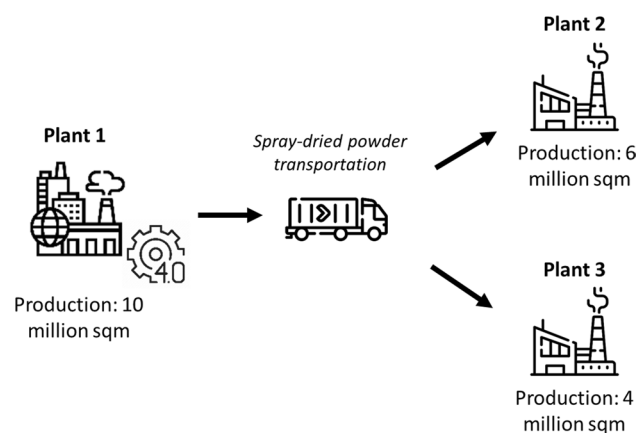 Plant 1
4.0
Production: 10
million sqm
Spray-dried powder
transportation
Plant 2
Production: 6
million sqm
Plant 3
Production: 4
million sqm